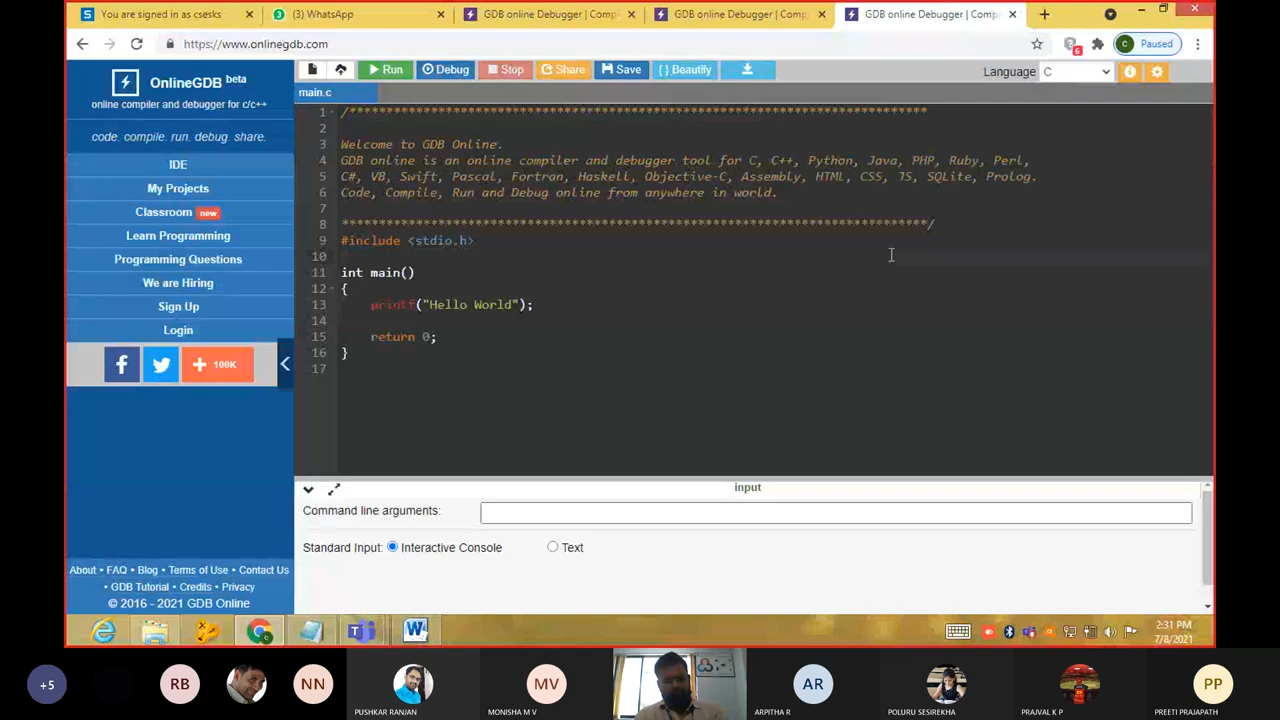 You are signed in as csesks
(3) WhatsApp
GDB online Debugger | Comp
GDB online Debugger | Comp
GDB online Debugger | Comp
https://www.onlinegdb.com
6
C
Paused
OnlineGDB beta
online compiler and debugger for c/c++
code. compile. run. debug. share.
IDE
My Projects
Classroom new
Learn Programming
Programming Questions
We are Hiring
Sign Up
Login
100K
About • FAQ • Blog • Terms of Use • Contact Us
• GDB Tutorial • Credits • Privacy
© 2016 - 2021 GDB Online
Run
Debug
Stop
Share
Save
{ } Beautify
Language C
main.c
1 /******************************************************************************
2
3 Welcome to GDB Online.
4 GDB online is an online compiler and debugger tool for C, C++, Python, Java, PHP, Ruby, Perl,
5 C#, VB, Swift, Pascal, Fortran, Haskell, Objective-C, Assembly, HTML, CSS, JS, SQLite, Prolog.
6 Code, Compile, Run and Debug online from anywhere in world.
7
8 *******************************************************************************/
9 #include <stdio.h>
10
11 int main()
12 {
13 printf("Hello World");
14
15 return 0;
16 }
17
input
Command line arguments:
Standard Input: Interactive Console Text
2:31 PM
7/8/2021
+5
RB
NN
PUSHKAR RANJAN
MV
MONISHA M V
AR
ARPITHA R
POLURU SESIREKHA
PRAJVAL K P
PP
PREETI PRAJAPATH